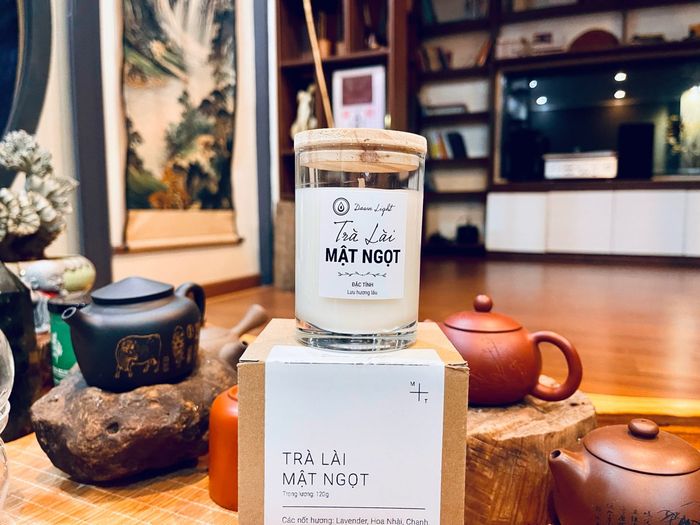 Dawn Light
Trà Lài
MẬT NGỌT
ĐẶC TÍNH
Lưu hương lâu
M
T
TRÀ LÀI
MẬT NGỌT
Trọng lượng: 120g
Các nốt hương: Lavender, Hoa Nhài, Chanh